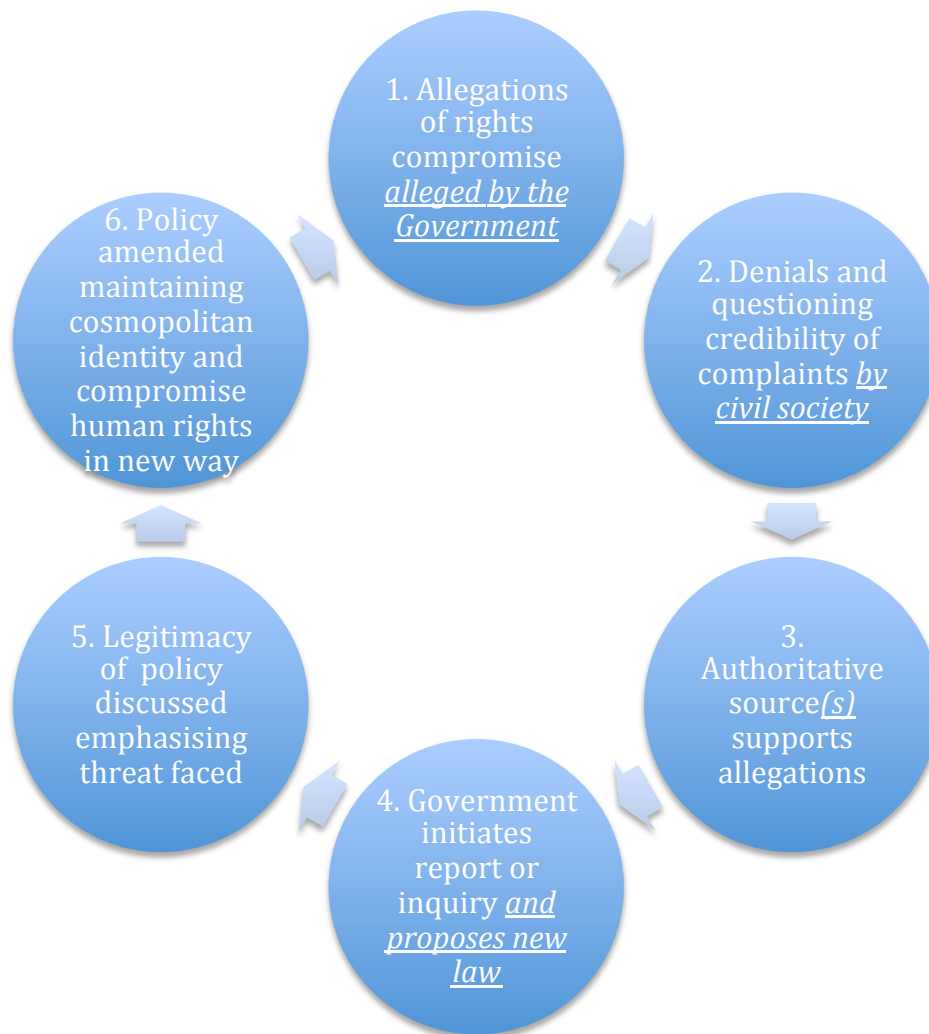 1. Allegations
of rights
compromise
alleged by the
Government
2. Denials and
questioning
credibility of
complaints by
civil society
3.
Authoritative
source(s)
supports
allegations
4. Government
initiates
report or
inquiry and
proposes new
law
5. Legitimacy
of policy
discussed
emphasising
threat faced
6. Policy
amended
maintaining
cosmopolitan
identity and
compromise
human rights
in new way